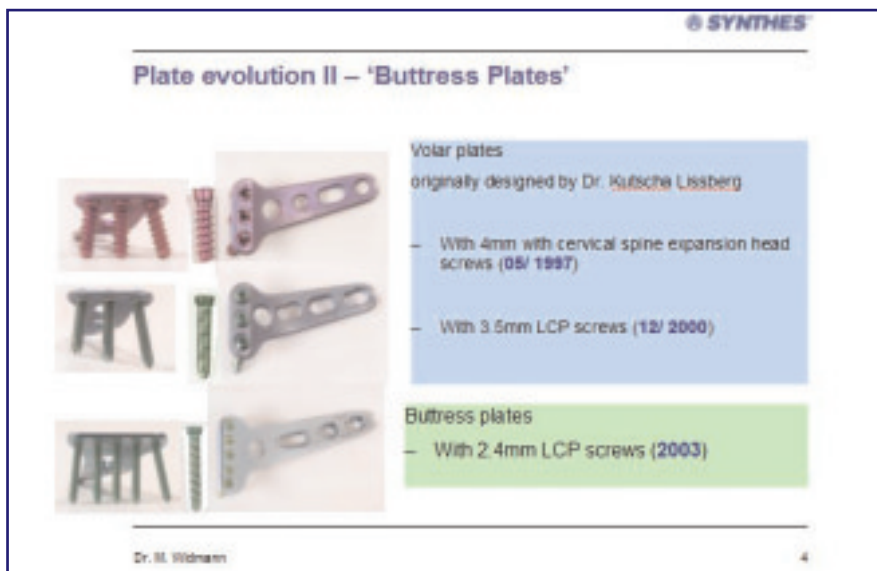 SYNTHES
Plate evolution II – 'Buttress Plates'
Volar plates
originally designed by Dr. Kutscha Lissberg
– With 4mm with cervical spine expansion head
screws (05/ 1997)
– With 3.5mm LCP screws (12/ 2000)
Buttress plates
– With 2.4mm LCP screws (2003)
Dr. M. Widmann
4